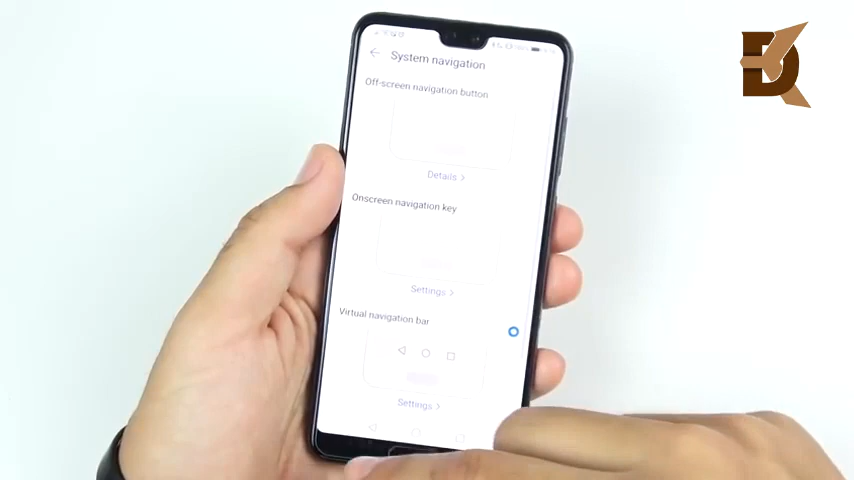 System navigation
Off-screen navigation button
Details >
Onscreen navigation key
Settings >
Virtual navigation bar
Settings >